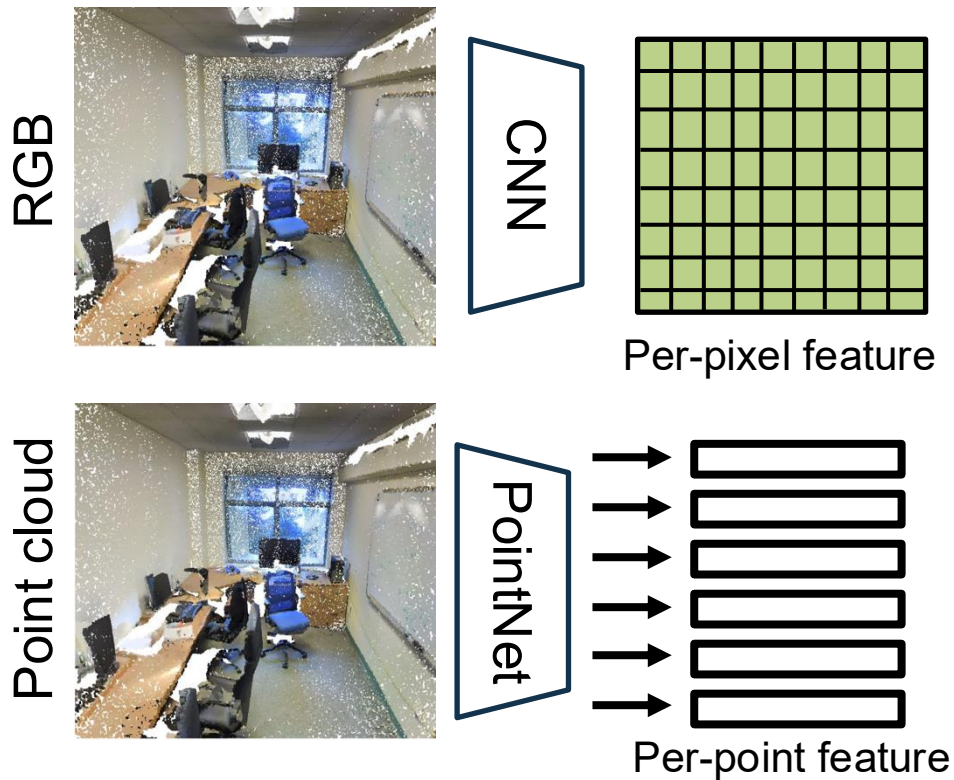 RGB
CNN
Per-pixel feature
Point cloud
PointNet
Per-point feature